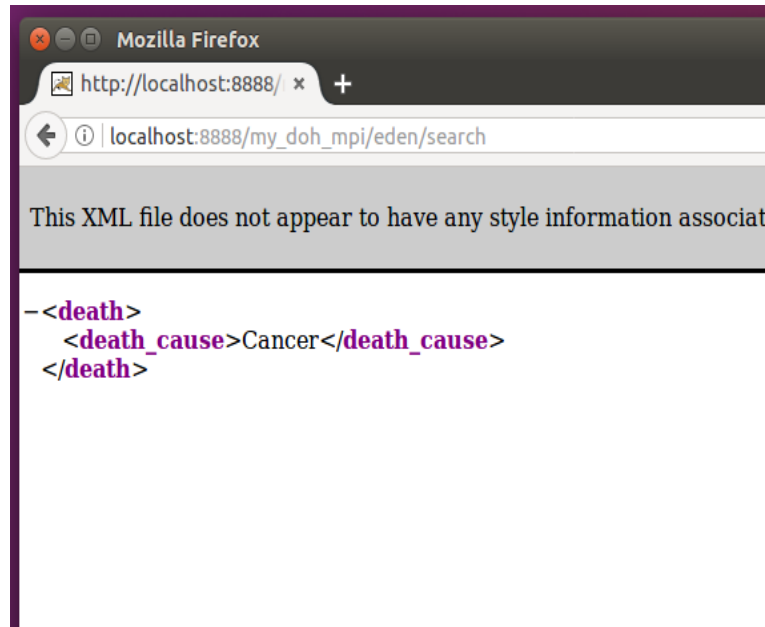 Mozilla Firefox
http://localhost:8888/
localhost:8888/my_doh_mpi/eden/search
This XML file does not appear to have any style information
−<death>
<death_cause>Cancer</death_cause>
</death>